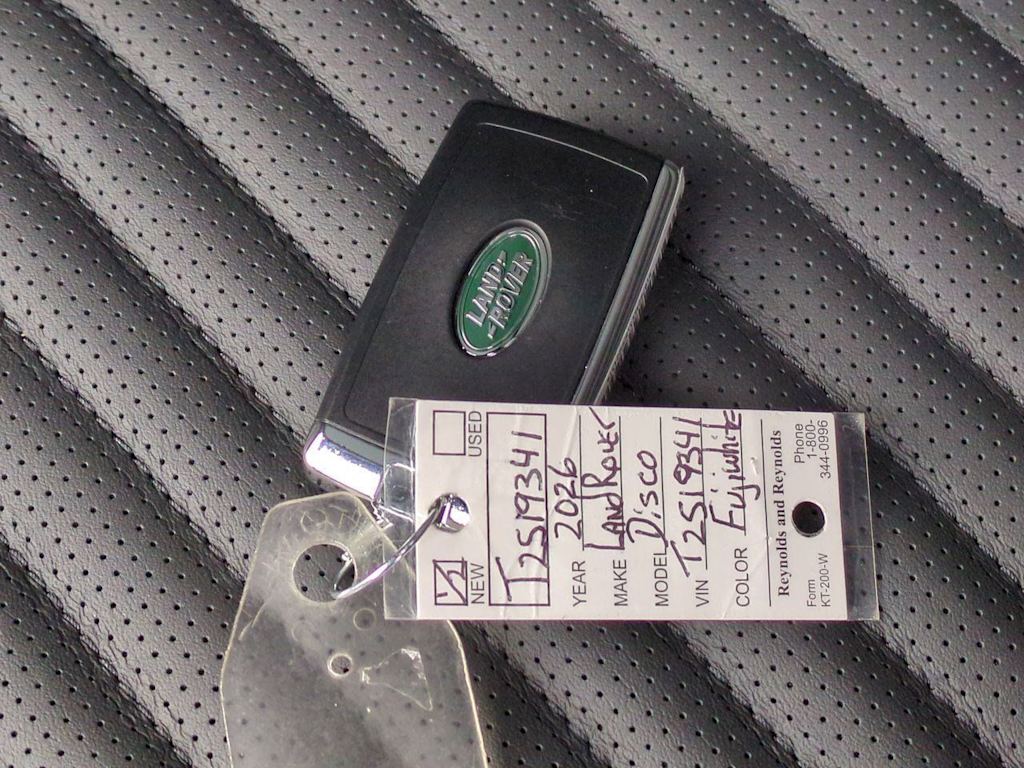 LAND-
-ROVER
NEW USED
T2519341
YEAR 2026
MAKE LandRover
MODEL Disco
VIN T2519341
COLOR Fujiwhite
Reynolds and Reynolds
Form
KT-200-W
Phone
1-800-
344-0996